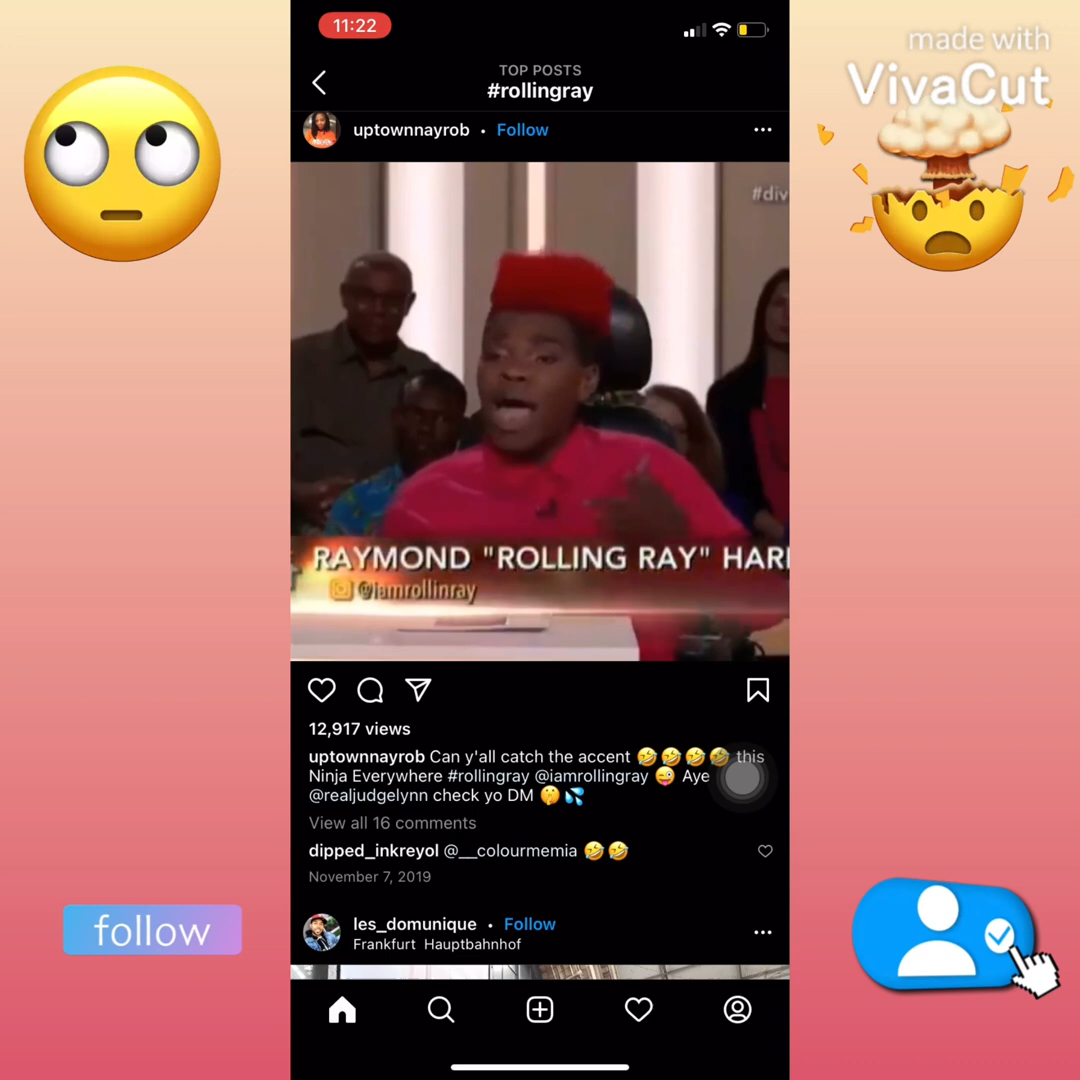 11:22
made with
VivaCut
TOP POSTS
#rollingray
uptownnayrob • Follow
#div
RAYMOND "ROLLING RAY" HARI
@iamrollinray
12,917 views
uptownnayrob Can y'all catch the accent 🤣🤣🤣🤣 this
Ninja Everywhere #rollingray @iamrollingray 😜 Aye
@realjudgelynn check yo DM 🤫💦
View all 16 comments
dipped_inkreyol @__colourmemia 🤣🤣
November 7, 2019
follow
les_domunique • Follow
Frankfurt Hauptbahnhof